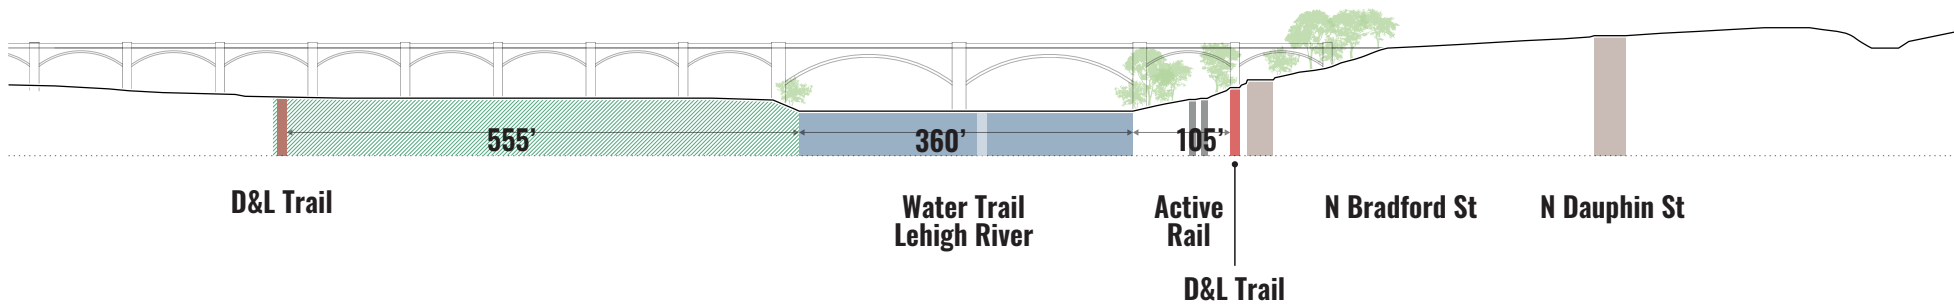 555’
360’
105’
D&L Trail
Water Trail
Lehigh River
Active
Rail
N Bradford St
N Dauphin St
D&L Trail